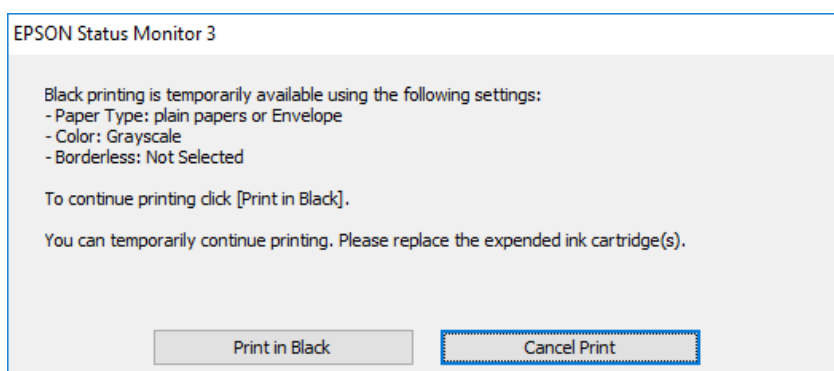 EPSON Status Monitor 3
Black printing is temporarily available using the following settings:
- Paper Type: plain papers or Envelope
- Color: Grayscale
- Borderless: Not Selected
To continue printing click [Print in Black].
You can temporarily continue printing. Please replace the expended ink cartridge(s).
Print in Black
Cancel Print